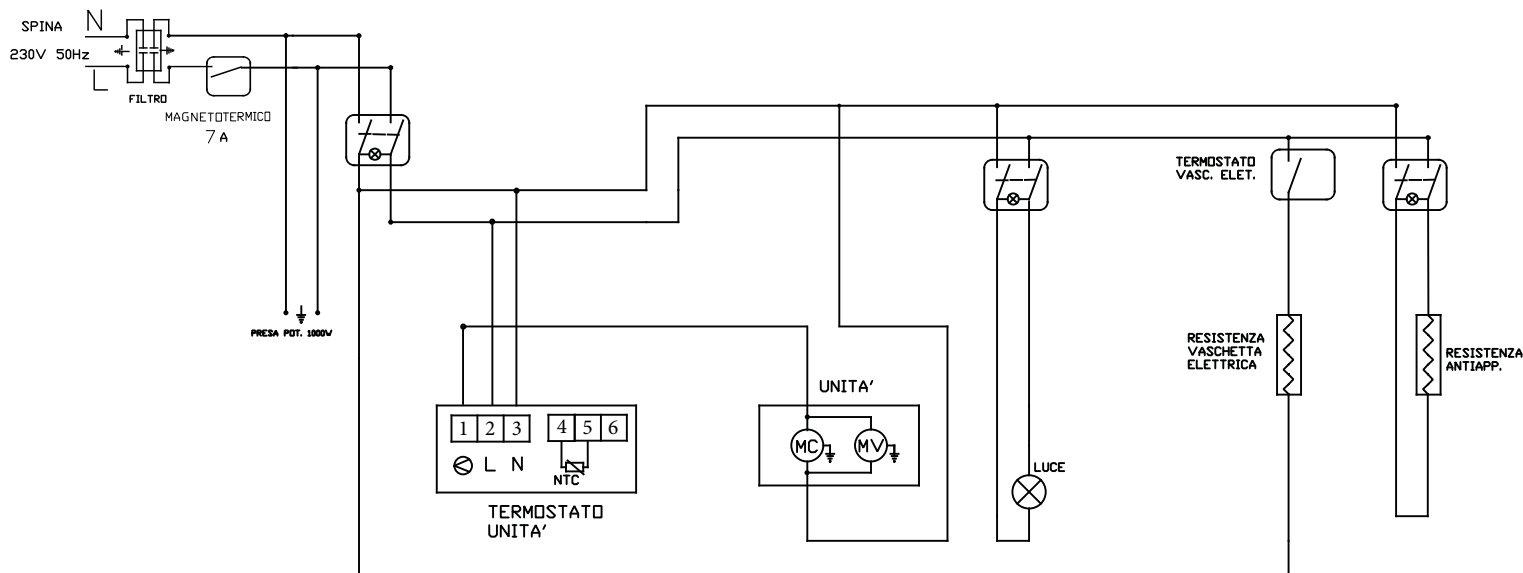 SPINA
N
230V 50Hz
L
FILTRO
MAGNETOTERMICO
7 A
PRESA POT. 1000W
TERMOSTATO
VASC. ELET.
RESISTENZA
VASCHETTA
ELETTRICA
RESISTENZA
ANTIAPP.
UNITA'
1 2 3 4 5 6
L N
NTC
MC MV
LUCE
TERMOSTATO
UNITA'